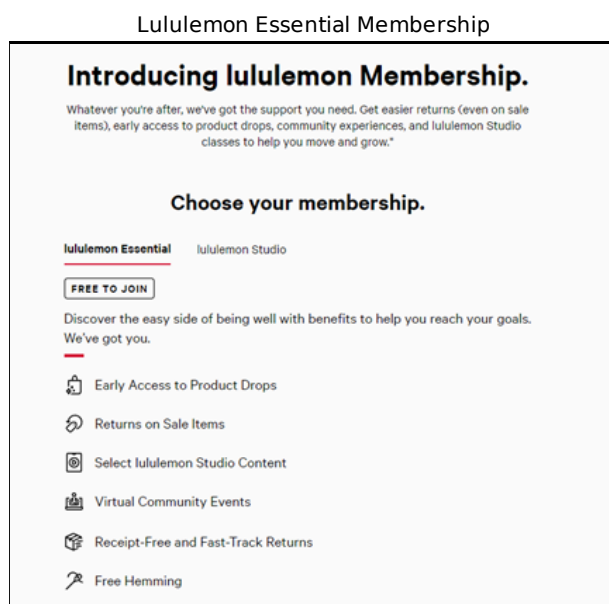 Lululemon Essential Membership
Introducing lululemon Membership.
Whatever you're after, we've got the support you need. Get easier returns (even on sale
items), early access to product drops, community experiences, and lululemon Studio
classes to help you move and grow.*
Choose your membership.
lululemon Essential lululemon Studio
FREE TO JOIN
Discover the easy side of being well with benefits to help you reach your goals.
We've got you.
Early Access to Product Drops
Returns on Sale Items
Select lululemon Studio Content
Virtual Community Events
Receipt-Free and Fast-Track Returns
Free Hemming